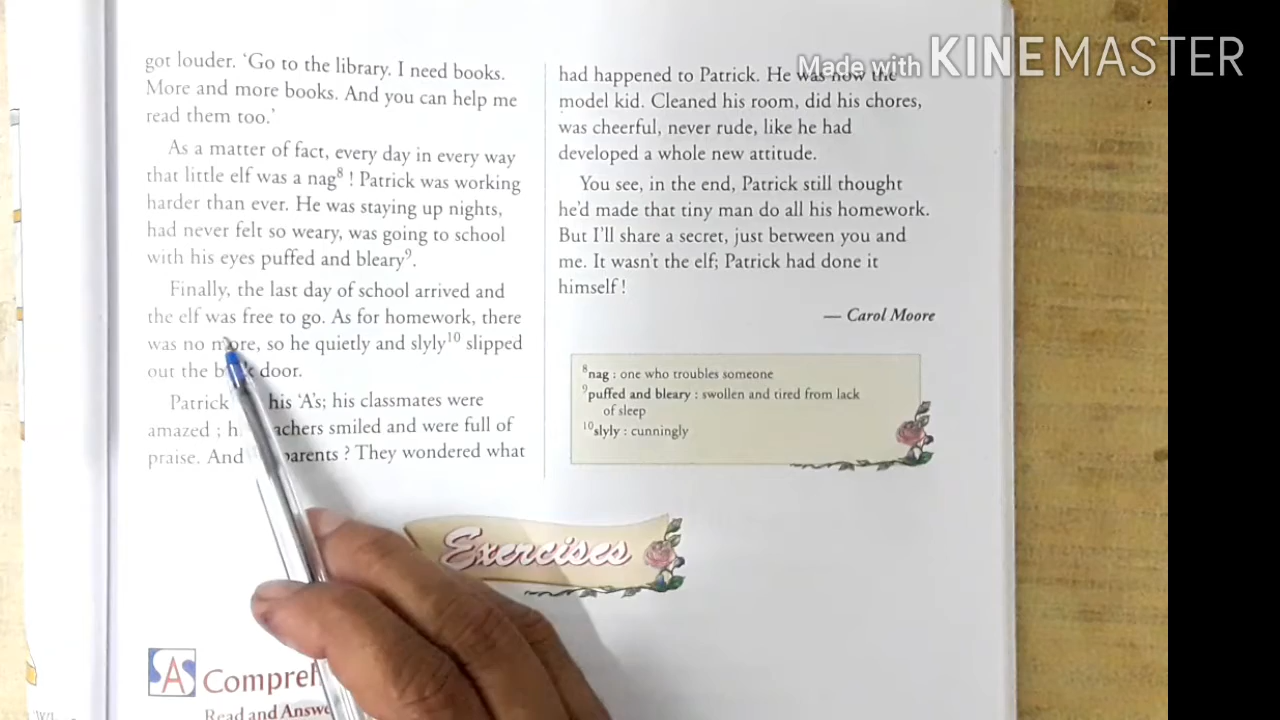 got louder. ‘Go to the library. I need books.
More and more books. And you can help me
read them too.’
As a matter of fact, every day in every way
that little elf was a nag8 ! Patrick was working
harder than ever. He was staying up nights,
had never felt so weary, was going to school
with his eyes puffed and bleary9.
Finally, the last day of school arrived and
the elf was free to go. As for homework, there
was no more, so he quietly and slyly10 slipped
out the door.
Patrick his ‘A’s; his classmates were
amazed ; smiled and were full of
praise. And parents ? They wondered what
had happened to Patrick. He was now the
model kid. Cleaned his room, did his chores,
was cheerful, never rude, like he had
developed a whole new attitude.
You see, in the end, Patrick still thought
he’d made that tiny man do all his homework.
But I’ll share a secret, just between you and
me. It wasn’t the elf; Patrick had done it
himself !
— Carol Moore
8nag : one who troubles someone
9puffed and bleary : swollen and tired from lack
of sleep
10slyly : cunningly
Exercises
SA
Read and
Made with KINEMASTER